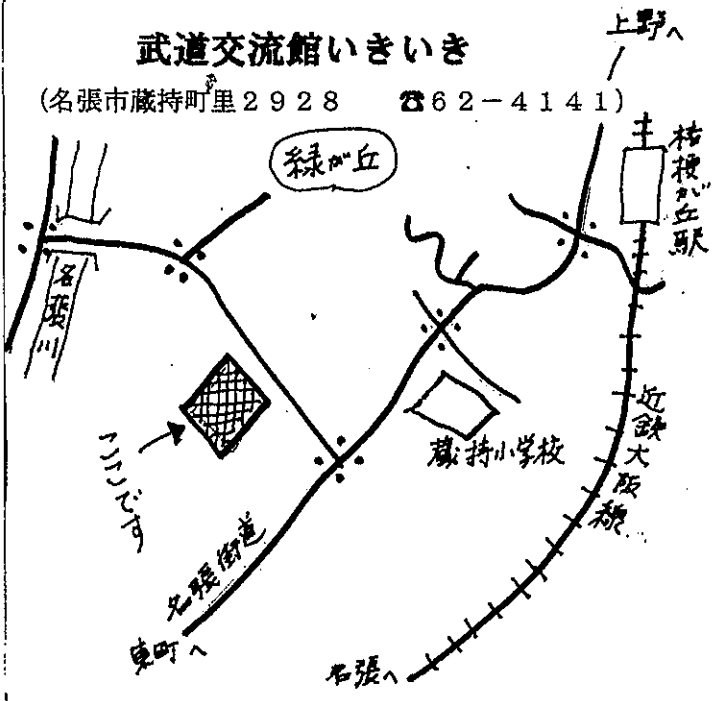 武道交流館いきいき
(名張市蔵持町里2928 ☎62-4141)
上野へ
桔梗が丘駅
緑が丘
名張川
近鉄大阪線
蔵持小学校
ここです
名張街道
東町へ
名張へ